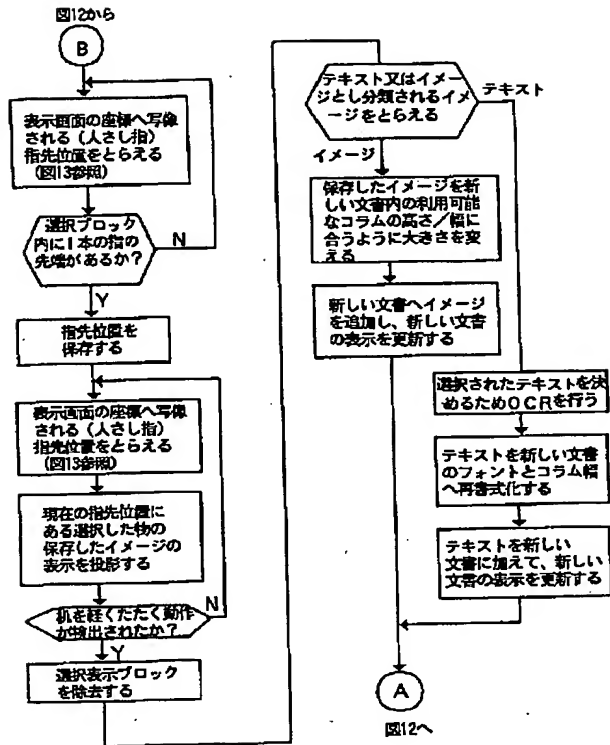 図12から
B
表示画面の座標へ写像
される（人さし指）
指先位置をとらえる
（図13参照）
選択ブロック
内に1本の指の
先端があるか？
N
Y
指先位置を
保存する
表示画面の座標へ写像
される（人さし指）
指先位置をとらえる
（図13参照）
現在の指先位置に
ある選択した物の
保存したイメージの
表示を投影する
机を軽くたたく動作
が検出されたか？
N
Y
選択表示ブロック
を除去する
テキスト又はイメー
ジとし分類されるイメ
ージをとらえる
テキスト
イメージ
保存したイメージを新
しい文書内の利用可能
なコラムの高さ／幅に
合うように大きさを変
える
新しい文書へイメージ
を追加し、新しい文書
の表示を更新する
選択されたテキストを決
めるためOCRを行う
テキストを新しい文書
のフォントとコラム幅
へ再書式化する
テキストを新しい
文書に加えて、新しい
文書の表示を更新する
A
図12へ